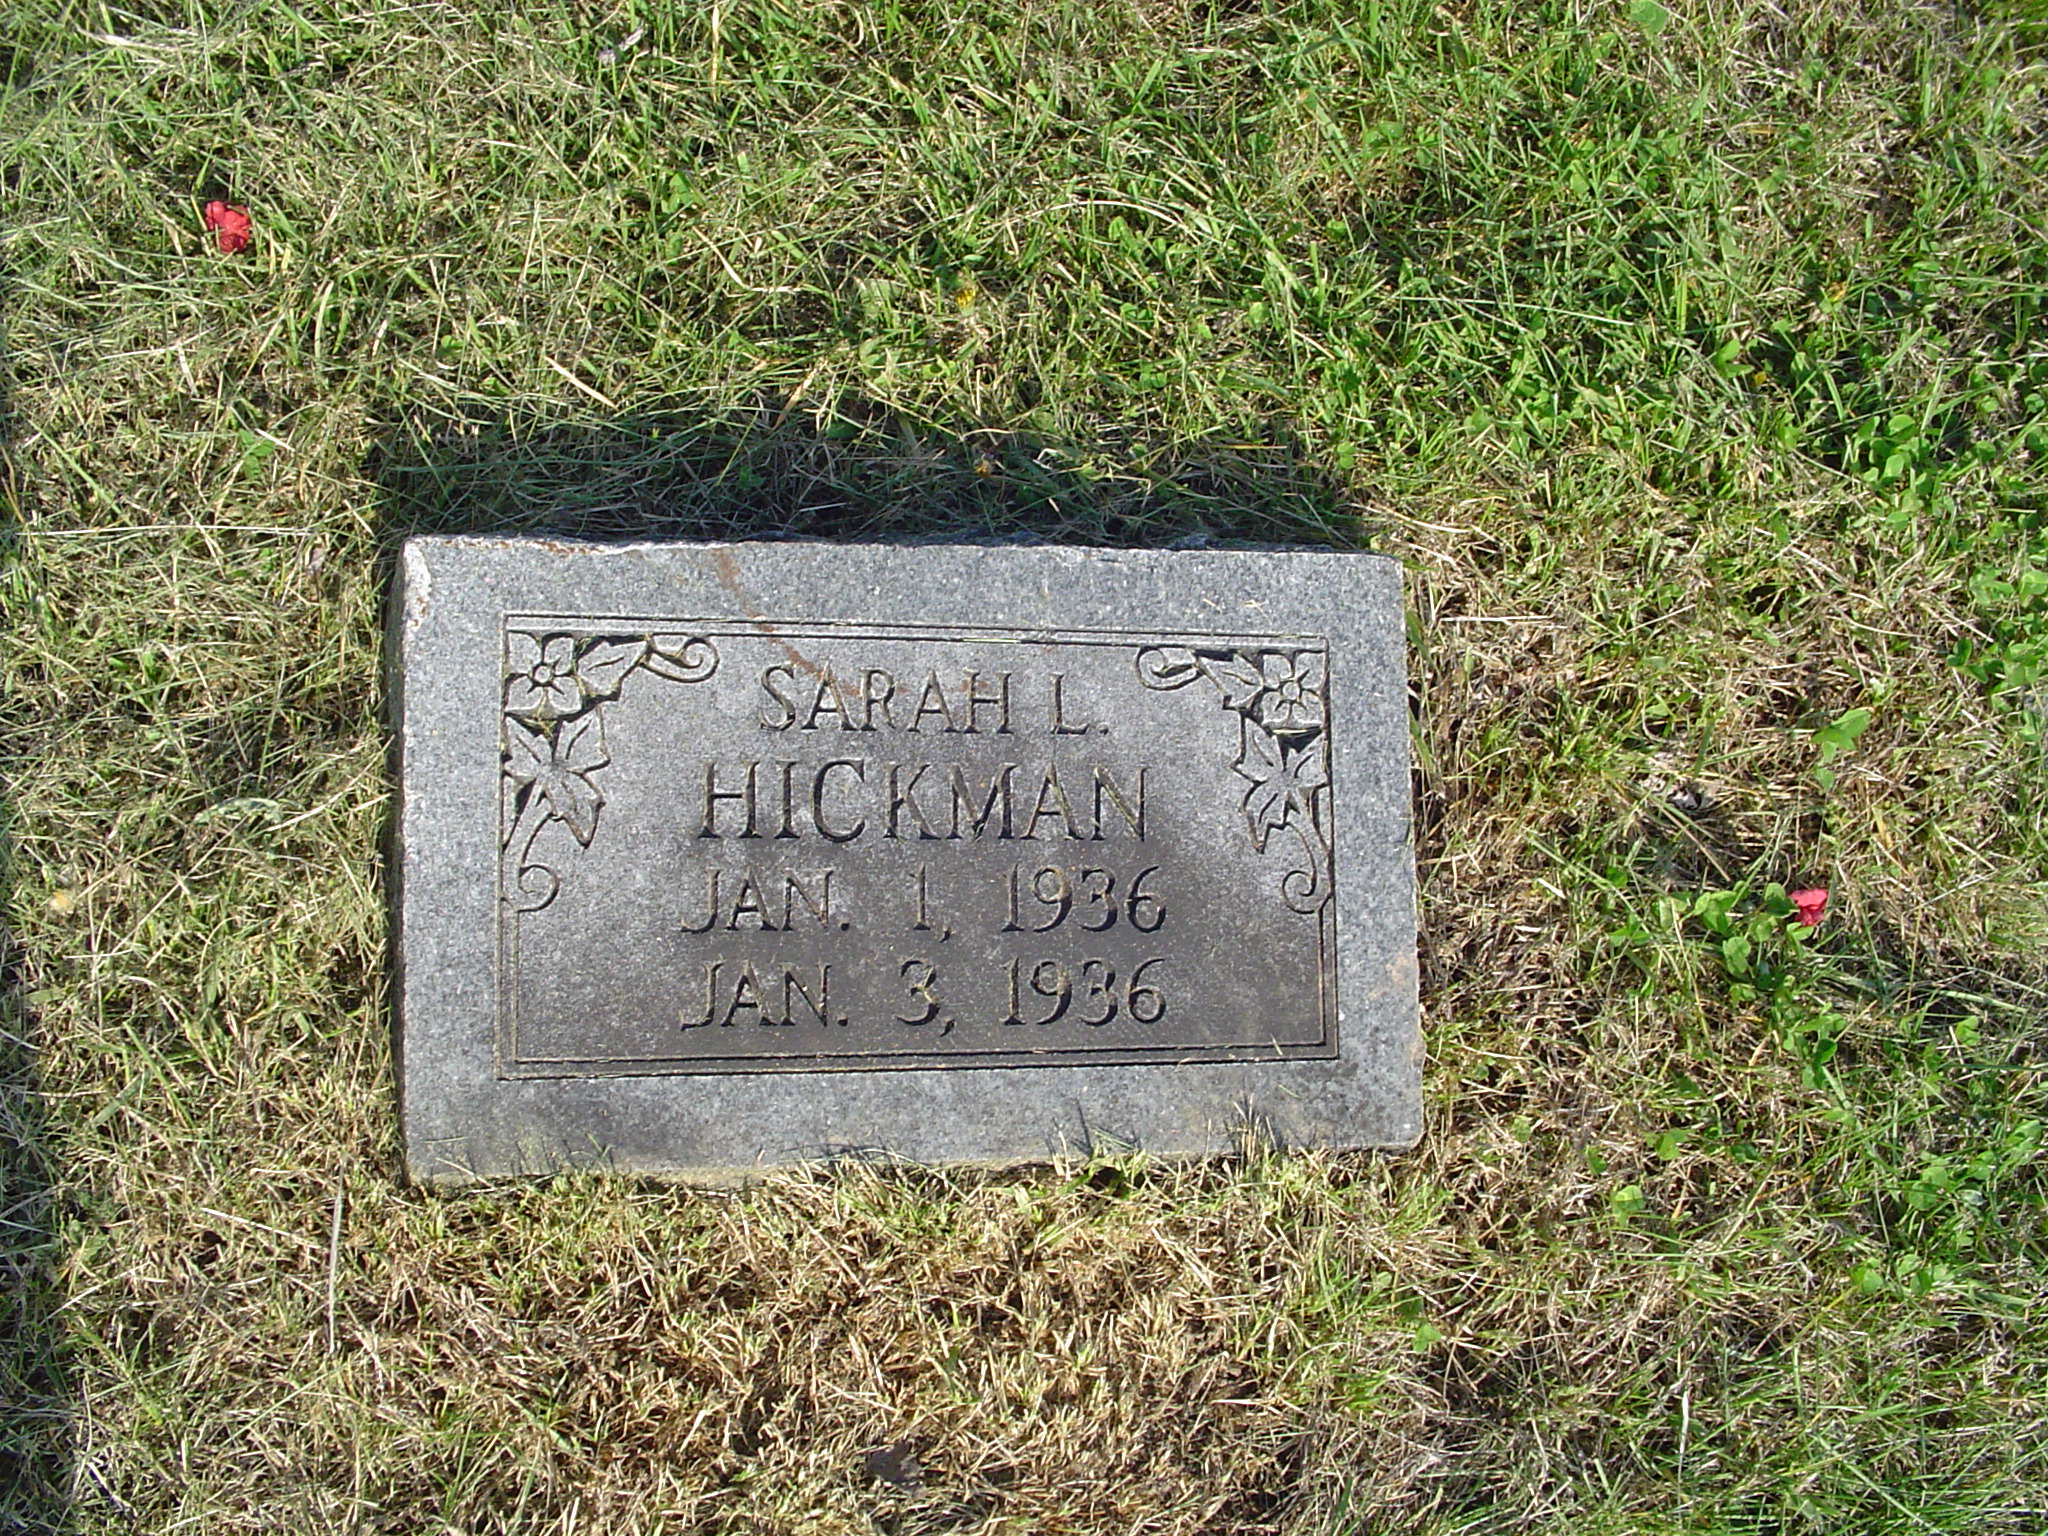 SARAH L.
HICKMAN
JAN. 1, 1936
JAN. 3, 1936